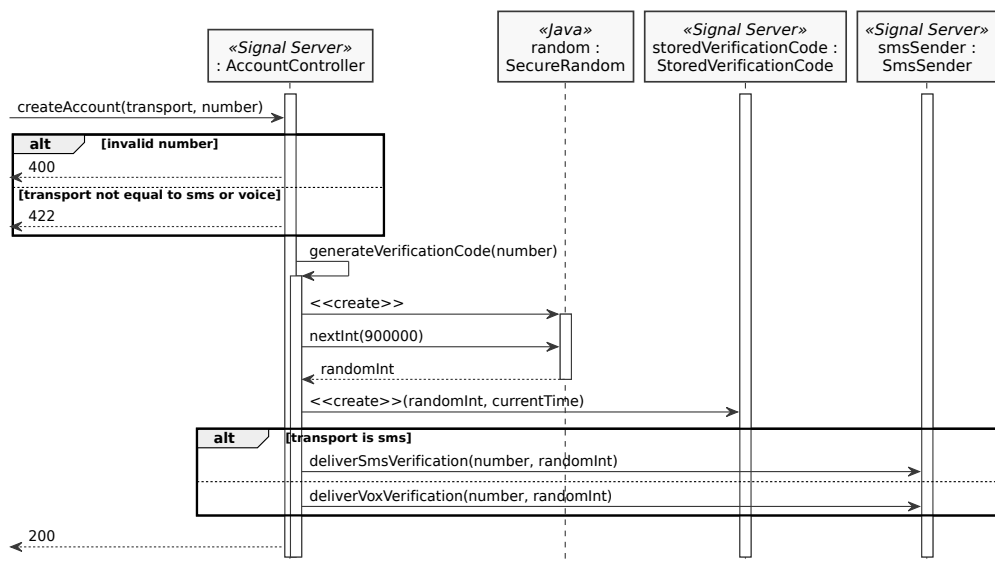 «Signal Server»
: AccountController
«Java»
random :
SecureRandom
«Signal Server»
storedVerificationCode :
StoredVerificationCode
«Signal Server»
smsSender :
SmsSender
createAccount(transport, number)
alt [invalid number]
400
[transport not equal to sms or voice]
422
generateVerificationCode(number)
<<create>>
nextInt(900000)
randomInt
<<create>>(randomInt, currentTime)
alt [transport is sms]
deliverSmsVerification(number, randomInt)
deliverVoxVerification(number, randomInt)
200